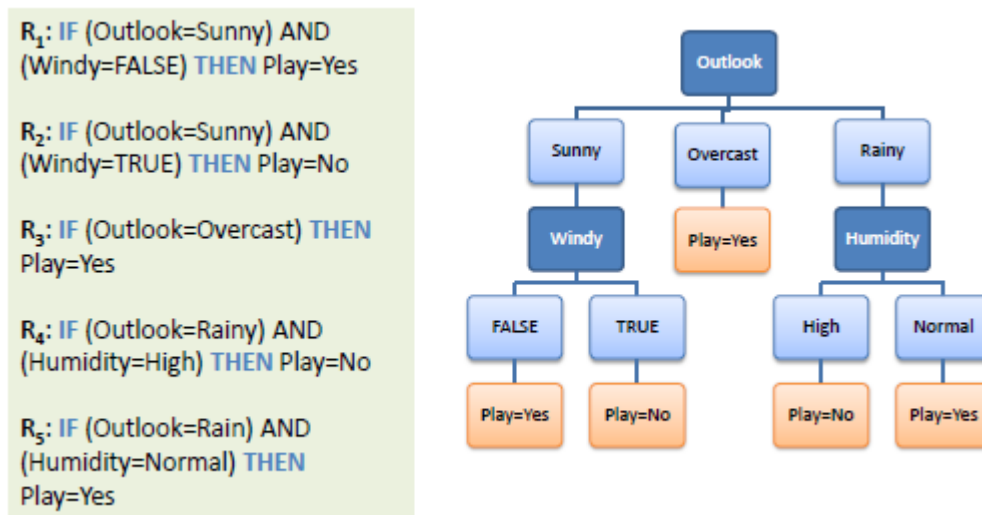 R1: IF (Outlook=Sunny) AND
(Windy=FALSE) THEN Play=Yes
R2: IF (Outlook=Sunny) AND
(Windy=TRUE) THEN Play=No
R3: IF (Outlook=Overcast) THEN
Play=Yes
R4: IF (Outlook=Rainy) AND
(Humidity=High) THEN Play=No
R5: IF (Outlook=Rain) AND
(Humidity=Normal) THEN
Play=Yes
Outlook
Sunny
Overcast
Rainy
Windy
Play=Yes
Humidity
FALSE
TRUE
High
Normal
Play=Yes
Play=No
Play=No
Play=Yes